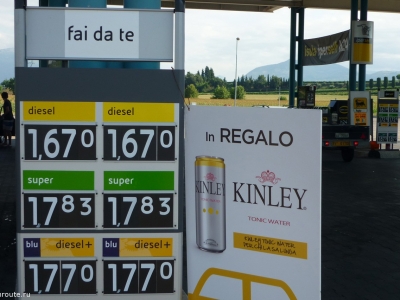 fai da te
diesel diesel
1,670 1,670
super super
1,783 1,783
blu diesel+ blu diesel+
1,770 1,770
In REGALO
KINLEY
KINLEY
TONIC WATER